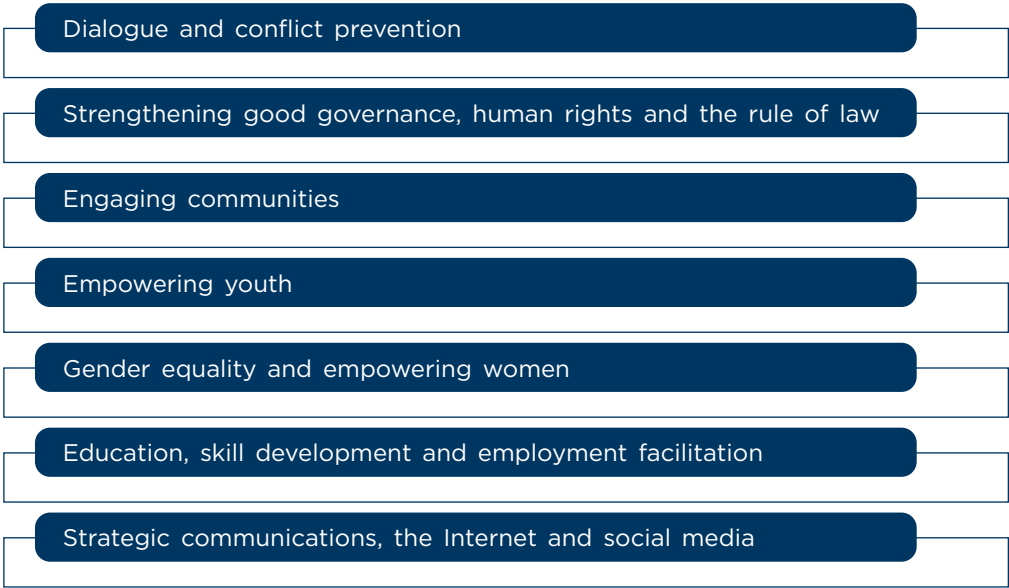 Dialogue and conflict prevention
Strengthening good governance, human rights and the rule of law
Engaging communities
Empowering youth
Gender equality and empowering women
Education, skill development and employment facilitation
Strategic communications, the Internet and social media